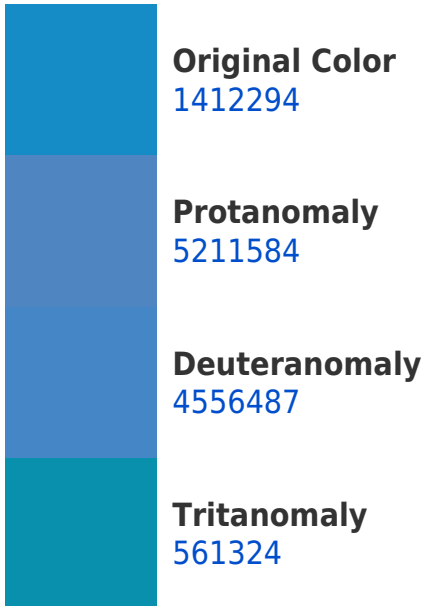 Original Color
1412294
Protanomaly
5211584
Deuteranomaly
4556487
Tritanomaly
561324